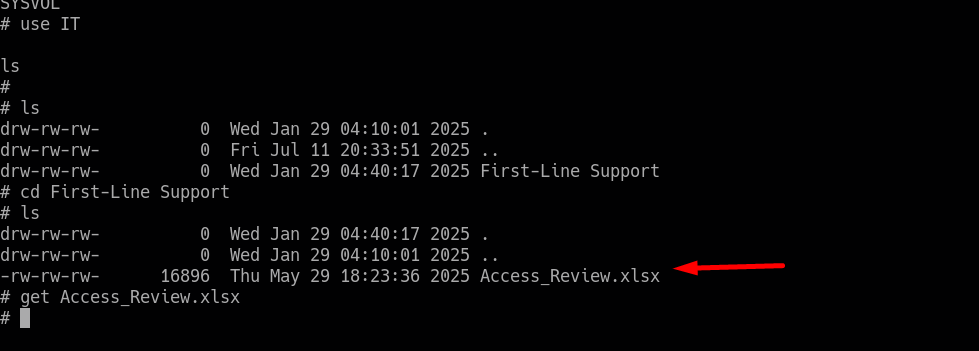 SYSVOL
# use IT
ls
#
# ls
drw-rw-rw-          0  Wed Jan 29 04:10:01 2025 .
drw-rw-rw-          0  Fri Jul 11 20:33:51 2025 ..
drw-rw-rw-          0  Wed Jan 29 04:40:17 2025 First-Line Support
# cd First-Line Support
# ls
drw-rw-rw-          0  Wed Jan 29 04:40:17 2025 .
drw-rw-rw-          0  Wed Jan 29 04:10:01 2025 ..
-rw-rw-rw-      16896  Thu May 29 18:23:36 2025 Access_Review.xlsx
# get Access_Review.xlsx
#